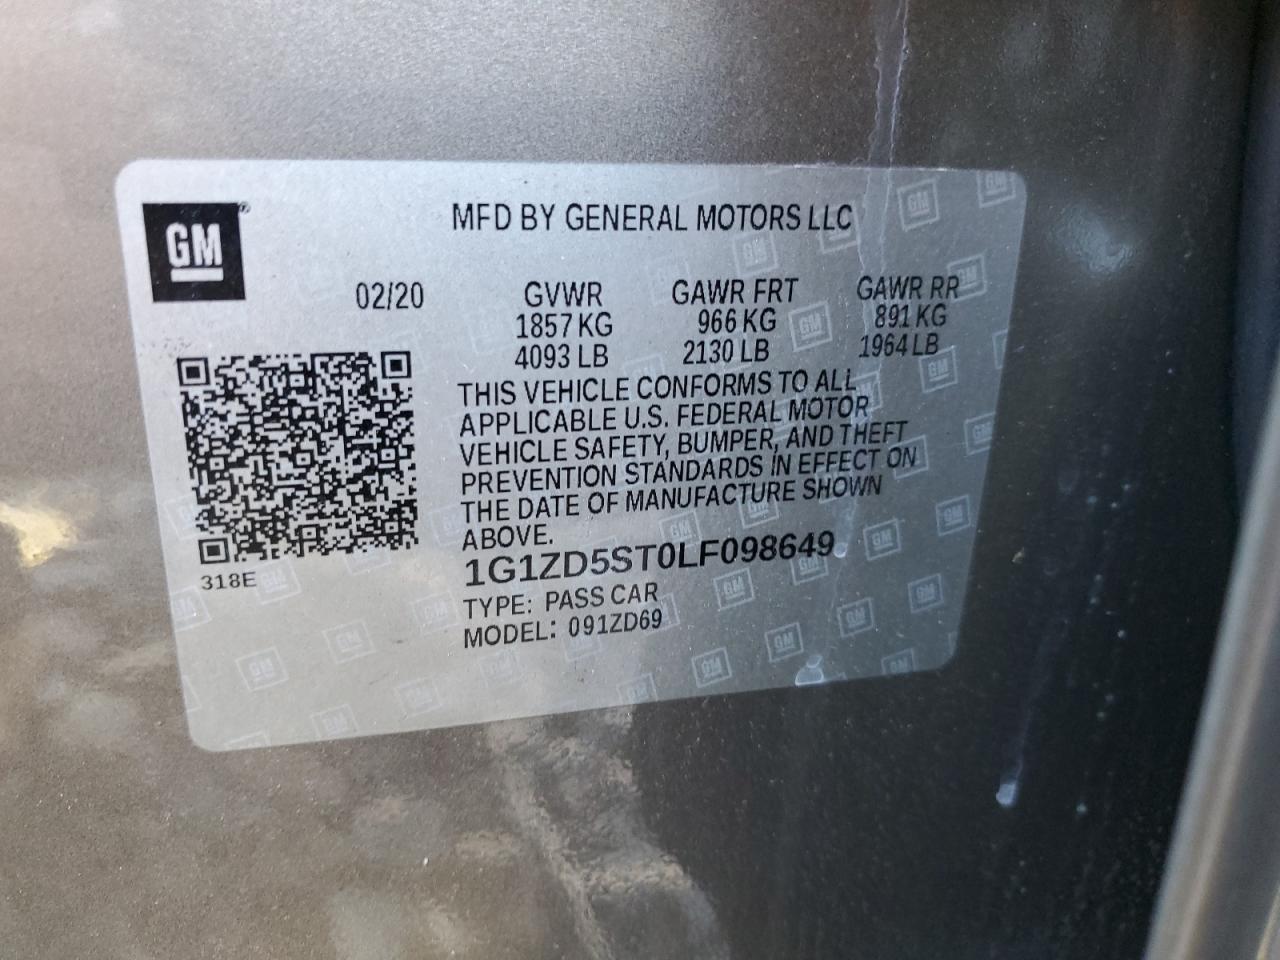 GM
MFD BY GENERAL MOTORS LLC
02/20 GVWR GAWR FRT GAWR RR
1857 KG 966 KG 891 KG
4093 LB 2130 LB 1964 LB
THIS VEHICLE CONFORMS TO ALL
APPLICABLE U.S. FEDERAL MOTOR
VEHICLE SAFETY, BUMPER, AND THEFT
PREVENTION STANDARDS IN EFFECT ON
THE DATE OF MANUFACTURE SHOWN
ABOVE.
318E
1G1ZD5ST0LF098649
TYPE: PASS CAR
MODEL: 091ZD69